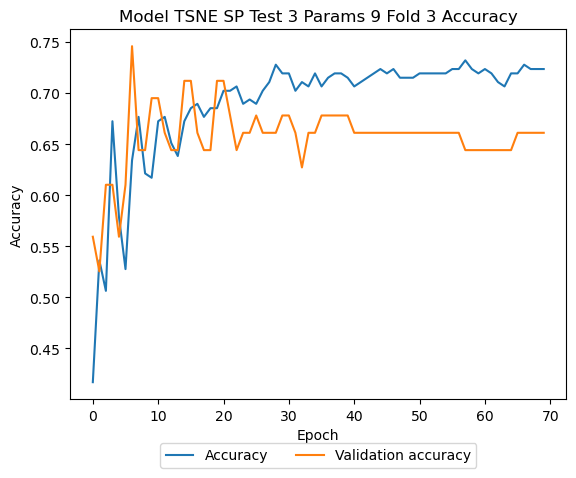 Model TSNE SP Test 3 Params 9 Fold 3 Accuracy
0.75
0.70
0.65
0.60
0.55
0.50
0.45
Accuracy
0 10 20 30 40 50 60 70
Epoch
Accuracy Validation accuracy